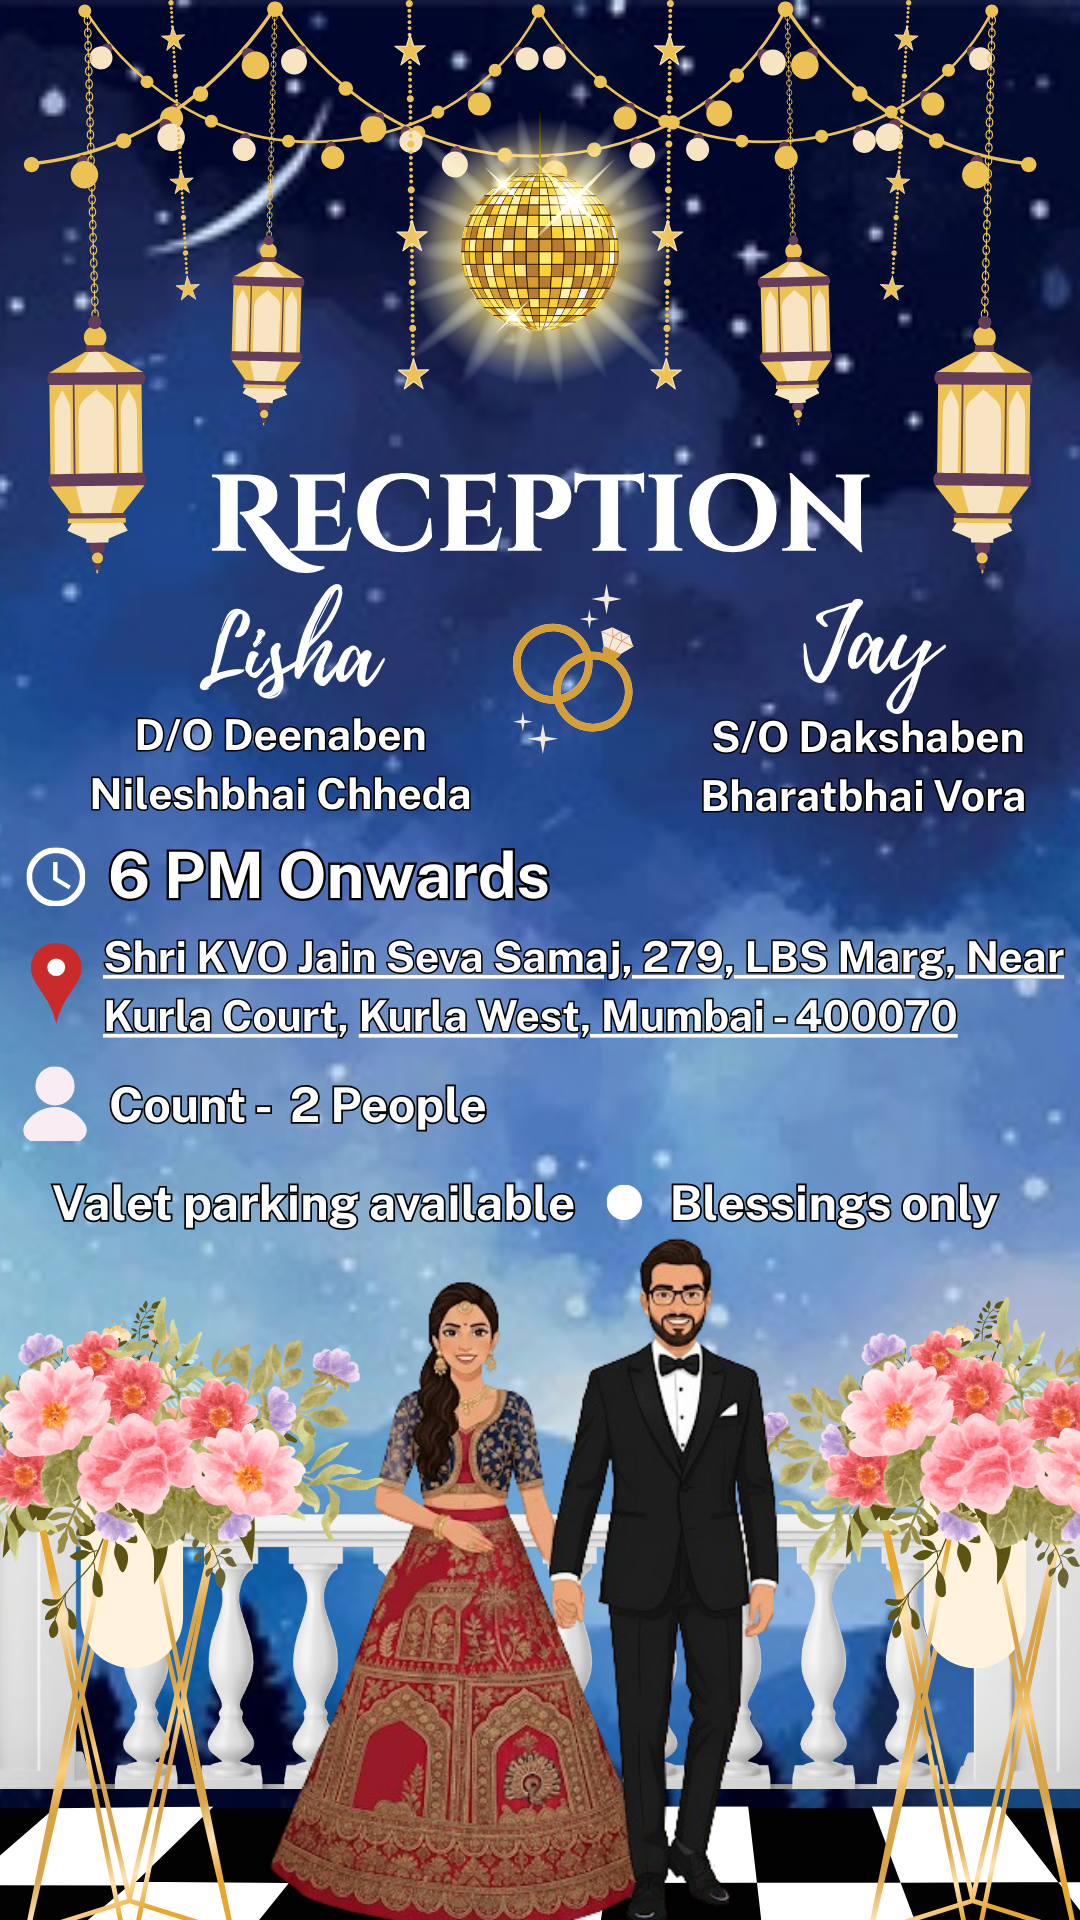 RECEPTION
Lisha
Jay
D/O Deenaben
Nileshbhai Chheda
S/O Dakshaben
Bharatbhai Vora
6 PM Onwards
Shri KVO Jain Seva Samaj, 279, LBS Marg, Near
Kurla Court, Kurla West, Mumbai - 400070
Count - 2 People
Valet parking available ● Blessings only